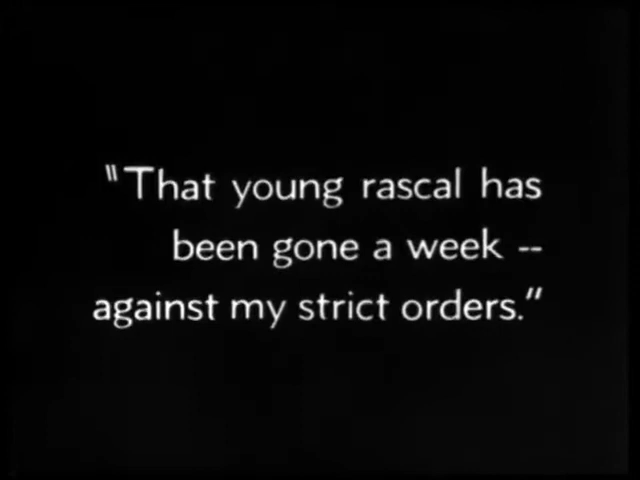 "That young rascal has
been gone a week --
against my strict orders."